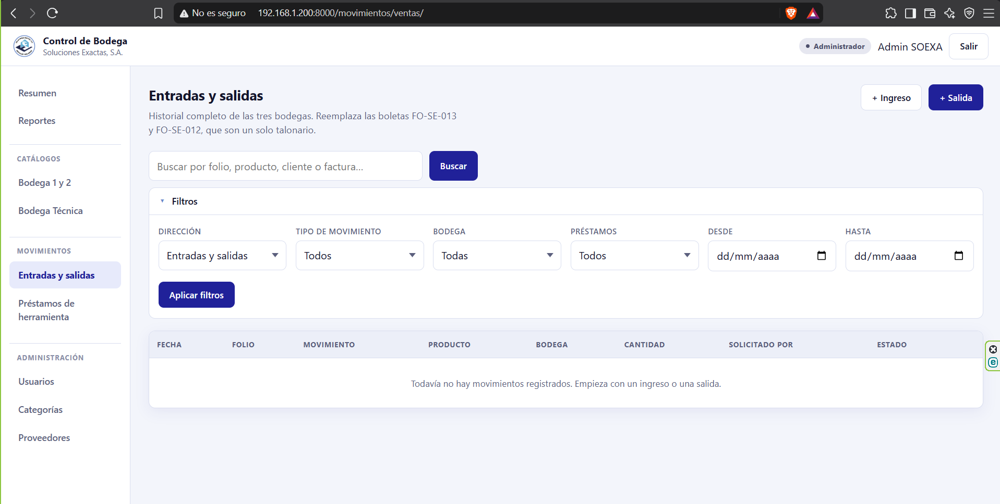 No es seguro 192.168.1.200:8000/movimientos/ventas/
Control de Bodega
Soluciones Exactas, S.A.
Administrador
Admin SOEXA
Salir
Resumen
Reportes
CATÁLOGOS
Bodega 1 y 2
Bodega Técnica
MOVIMIENTOS
Entradas y salidas
Préstamos de
herramienta
ADMINISTRACIÓN
Usuarios
Categorías
Proveedores
Entradas y salidas
+ Ingreso
+ Salida
Historial completo de las tres bodegas. Reemplaza las boletas FO-SE-013
y FO-SE-012, que son un solo talonario.
Buscar por folio, producto, cliente o factura...
Buscar
Filtros
DIRECCIÓN TIPO DE MOVIMIENTO BODEGA PRÉSTAMOS DESDE HASTA
Entradas y salidas Todos Todas Todos dd/mm/aaaa dd/mm/aaaa
Aplicar filtros
FECHA FOLIO MOVIMIENTO PRODUCTO BODEGA CANTIDAD SOLICITADO POR ESTADO
Todavía no hay movimientos registrados. Empieza con un ingreso o una salida.